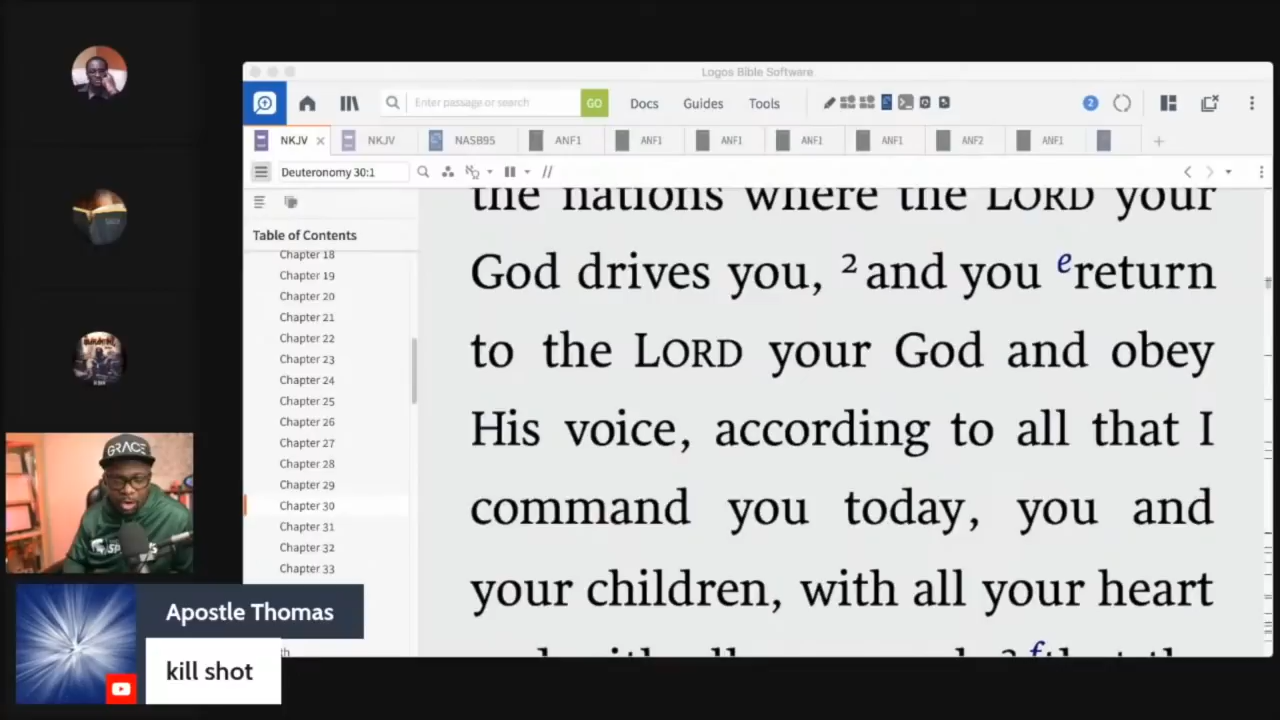 Logos Bible Software
Enter passage or search
GO
Docs
Guides
Tools
2
NKJV
NKJV
NASB95
ANF1
ANF1
ANF1
ANF1
ANF1
ANF2
ANF1
Deuteronomy 30:1
Table of Contents
Chapter 18
Chapter 19
Chapter 20
Chapter 21
Chapter 22
Chapter 23
Chapter 24
Chapter 25
Chapter 26
Chapter 27
Chapter 28
Chapter 29
Chapter 30
Chapter 31
Chapter 32
Chapter 33
the nations where the LORD your
God drives you, 2 and you e return
to the LORD your God and obey
His voice, according to all that I
command you today, you and
your children, with all your heart
GRACE
Apostle Thomas
kill shot